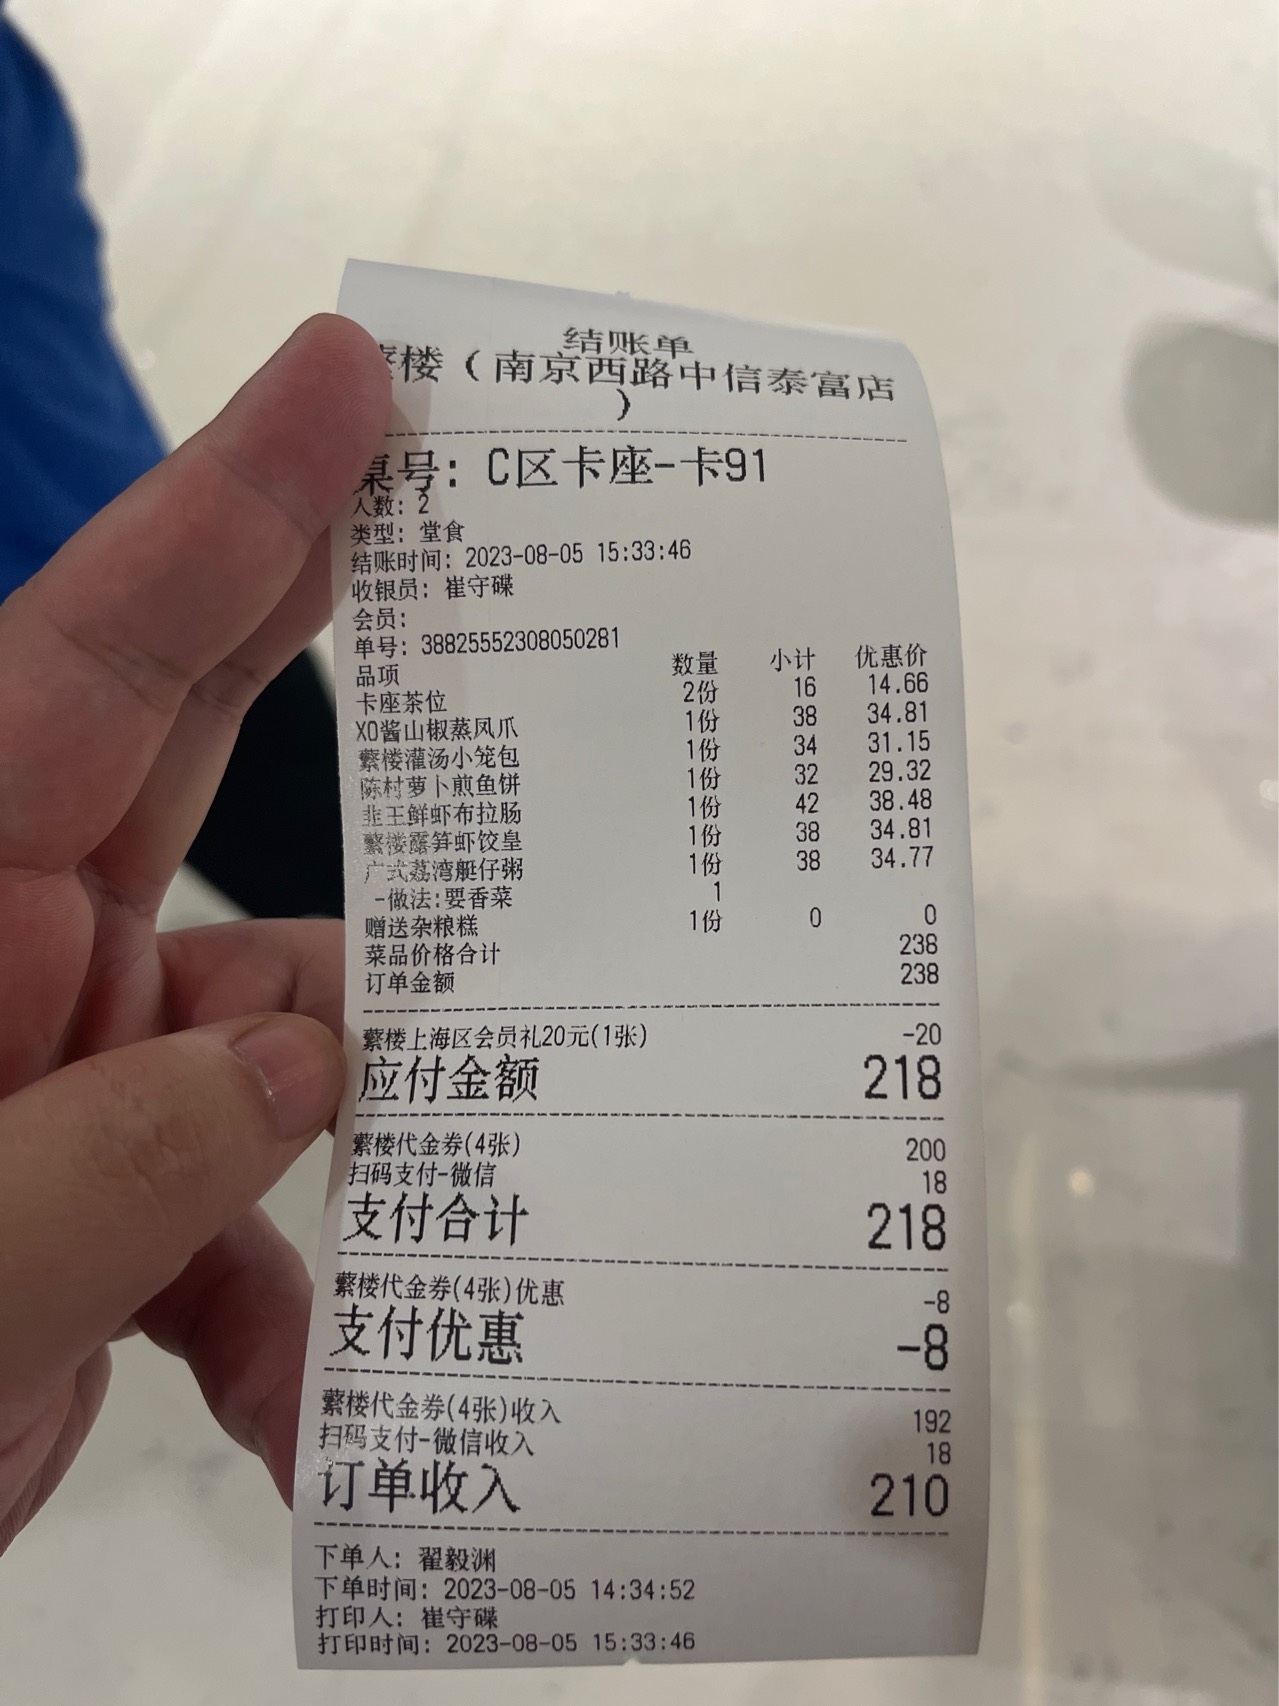 结账单
蘩楼（南京西路中信泰富店
）
桌号: C区卡座-卡91
人数: 2
类型: 堂食
结账时间: 2023-08-05 15:33:46
收银员: 崔守碟
会员:
单号: 38825552308050281
品项 数量 小计 优惠价
卡座茶位 2份 16 14.66
XO酱山椒蒸凤爪 1份 38 34.81
蘩楼灌汤小笼包 1份 34 31.15
陈村萝卜煎鱼饼 1份 32 29.32
韭王鲜虾布拉肠 1份 42 38.48
蘩楼露笋虾饺皇 1份 38 34.81
广式荔湾艇仔粥 1份 38 34.77
-做法:要香菜 1
赠送杂粮糕 1份 0 0
菜品价格合计 238
订单金额 238
蘩楼上海区会员礼20元(1张) -20
应付金额 218
蘩楼代金券(4张) 200
扫码支付-微信 18
支付合计 218
蘩楼代金券(4张)优惠 -8
支付优惠 -8
蘩楼代金券(4张)收入 192
扫码支付-微信收入 18
订单收入 210
下单人: 翟毅渊
下单时间: 2023-08-05 14:34:52
打印人: 崔守碟
打印时间: 2023-08-05 15:33:46